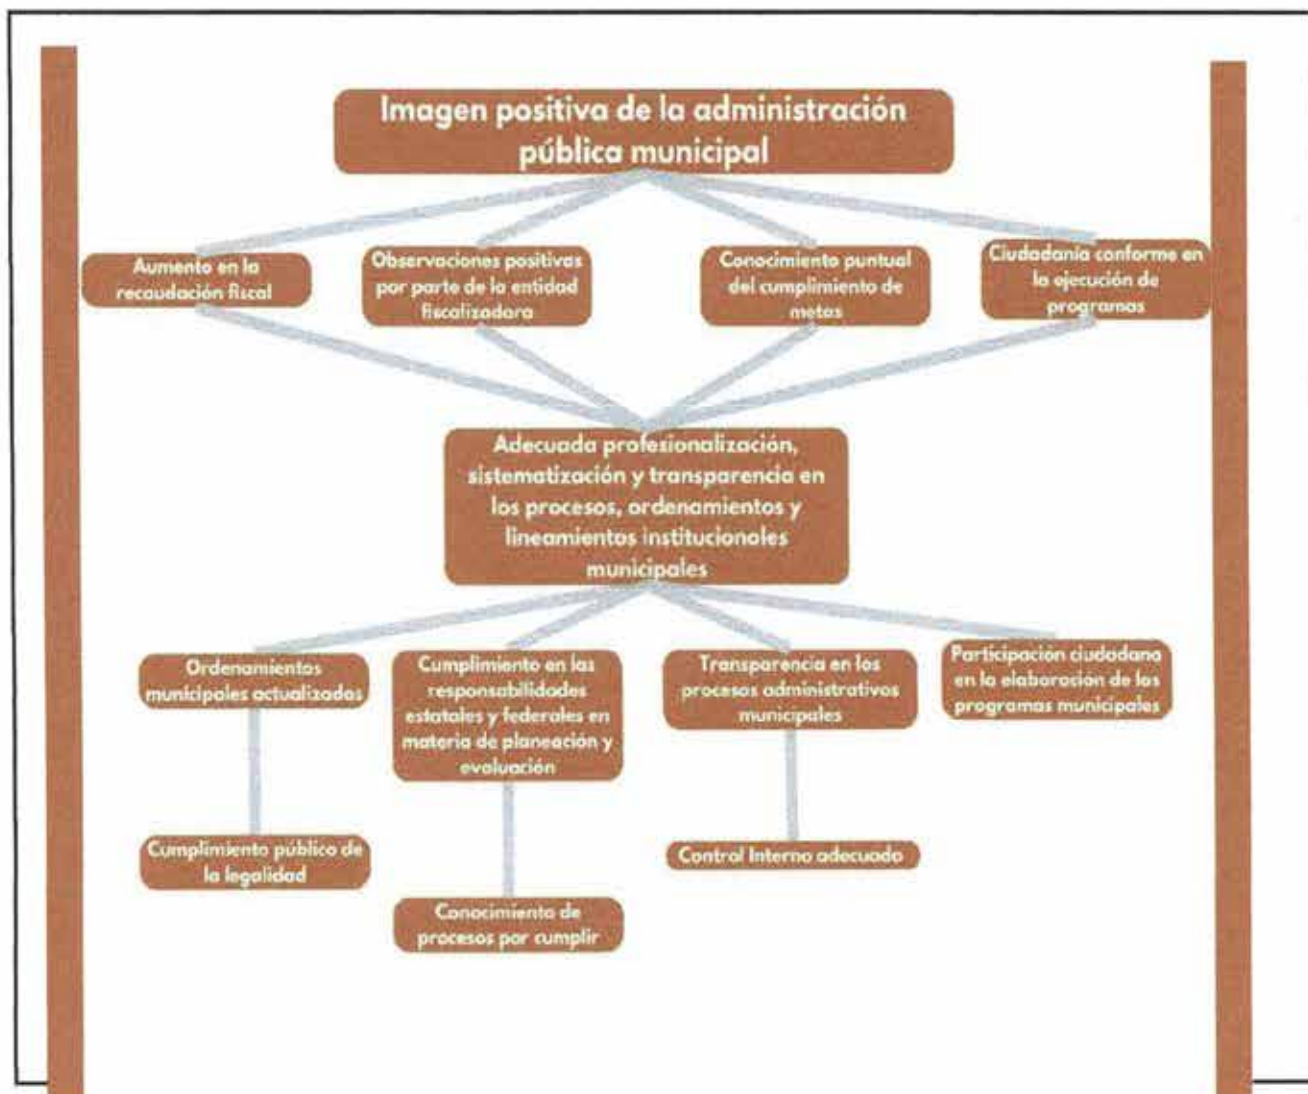 Imagen positiva de la administración
pública municipal
Aumento en la
recaudación fiscal
Observaciones positivas
por parte de la entidad
fiscalizadora
Conocimiento puntual
del cumplimiento de
metas
Ciudadanía conforme en
la ejecución de
programas
Adecuada profesionalización,
sistematización y transparencia en
los procesos, ordenamientos y
lineamientos institucionales
municipales
Ordenamientos
municipales actualizados
Cumplimiento en las
responsabilidades
estatales y federales en
materia de planeación y
evaluación
Transparencia en los
procesos administrativos
municipales
Participación ciudadana
en la elaboración de los
programas municipales
Cumplimiento público de
la legalidad
Conocimiento de
procesos por cumplir
Control Interno adecuado